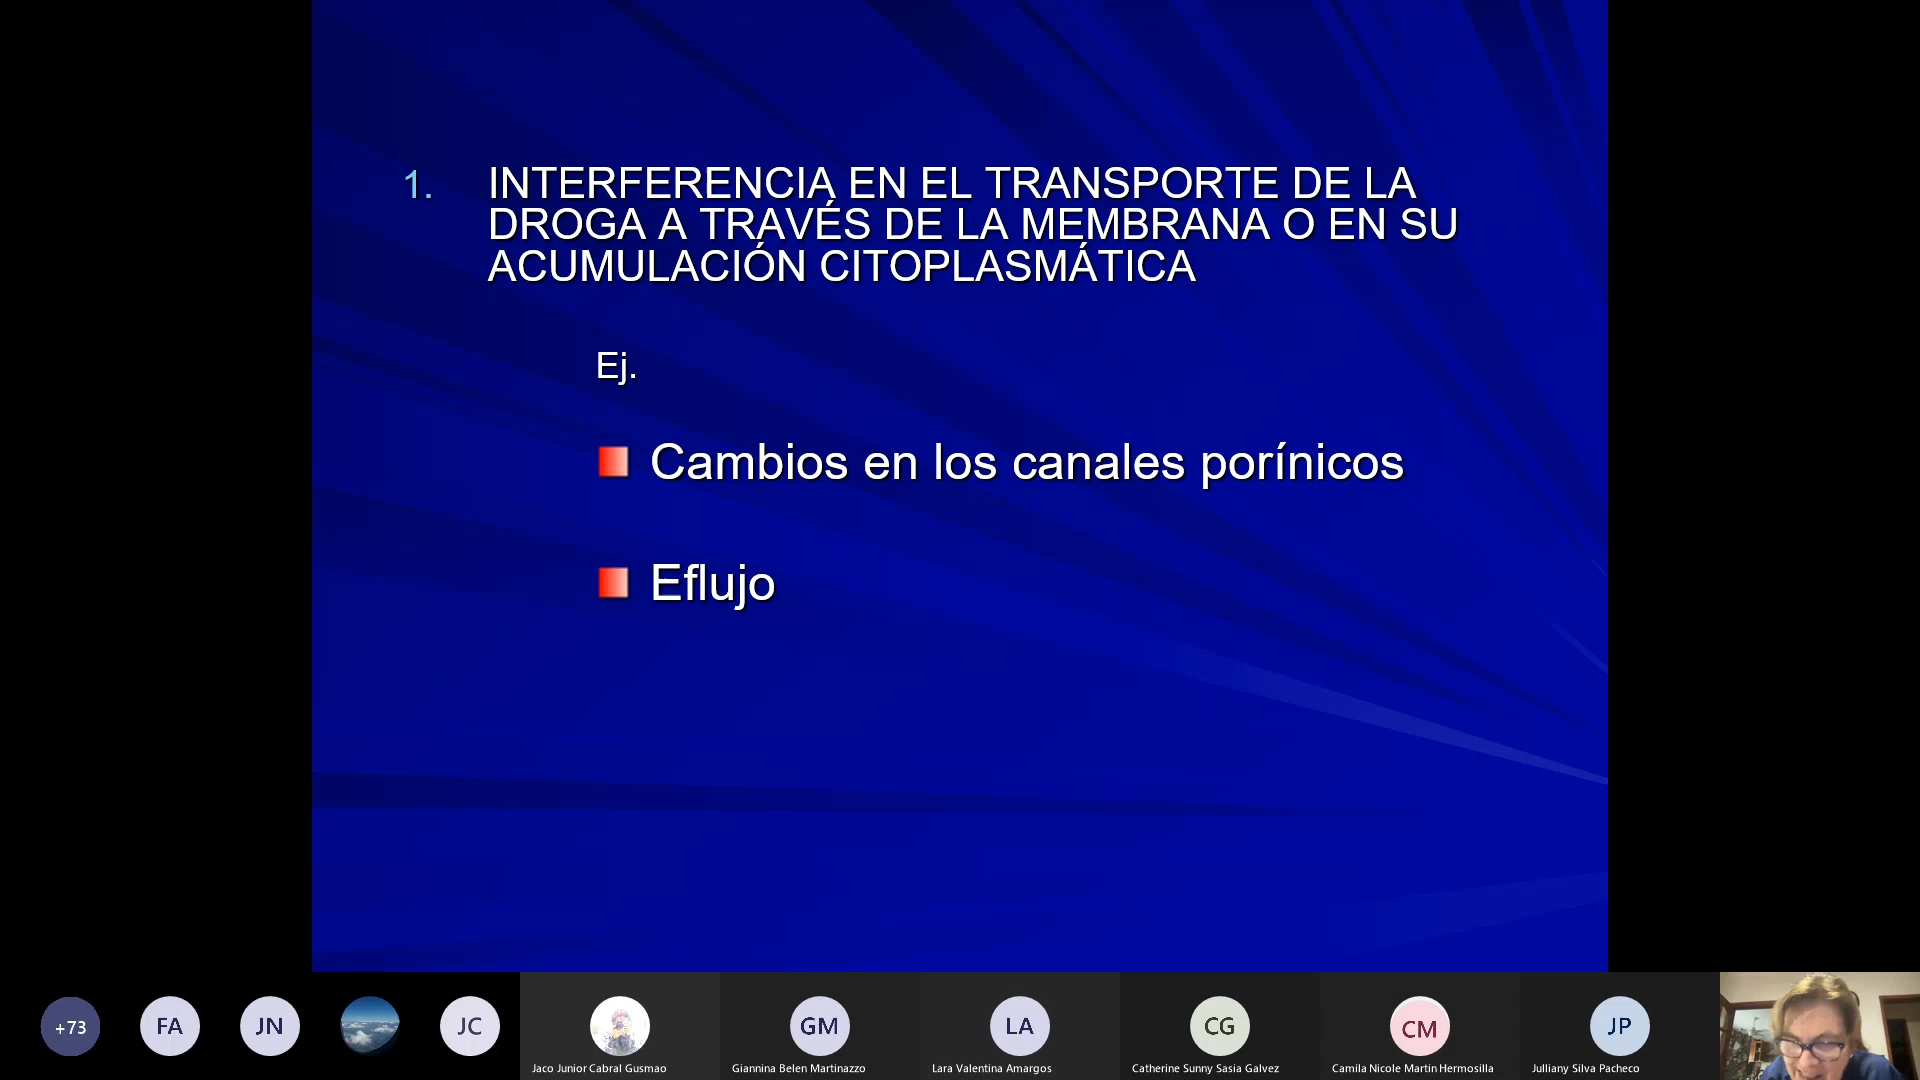 1. INTERFERENCIA EN EL TRANSPORTE DE LA
DROGA A TRAVÉS DE LA MEMBRANA O EN SU
ACUMULACIÓN CITOPLASMÁTICA
Ej.
Cambios en los canales porínicos
Eflujo
+73
FA
JN
JC
GM
LA
CG
CM
JP
Jaco Junior Cabral Gusmao
Giannina Belen Martinazzo
Lara Valentina Amargos
Catherine Sunny Sasia Galvez
Camila Nicole Martin Hermosilla
Julliany Silva Pacheco